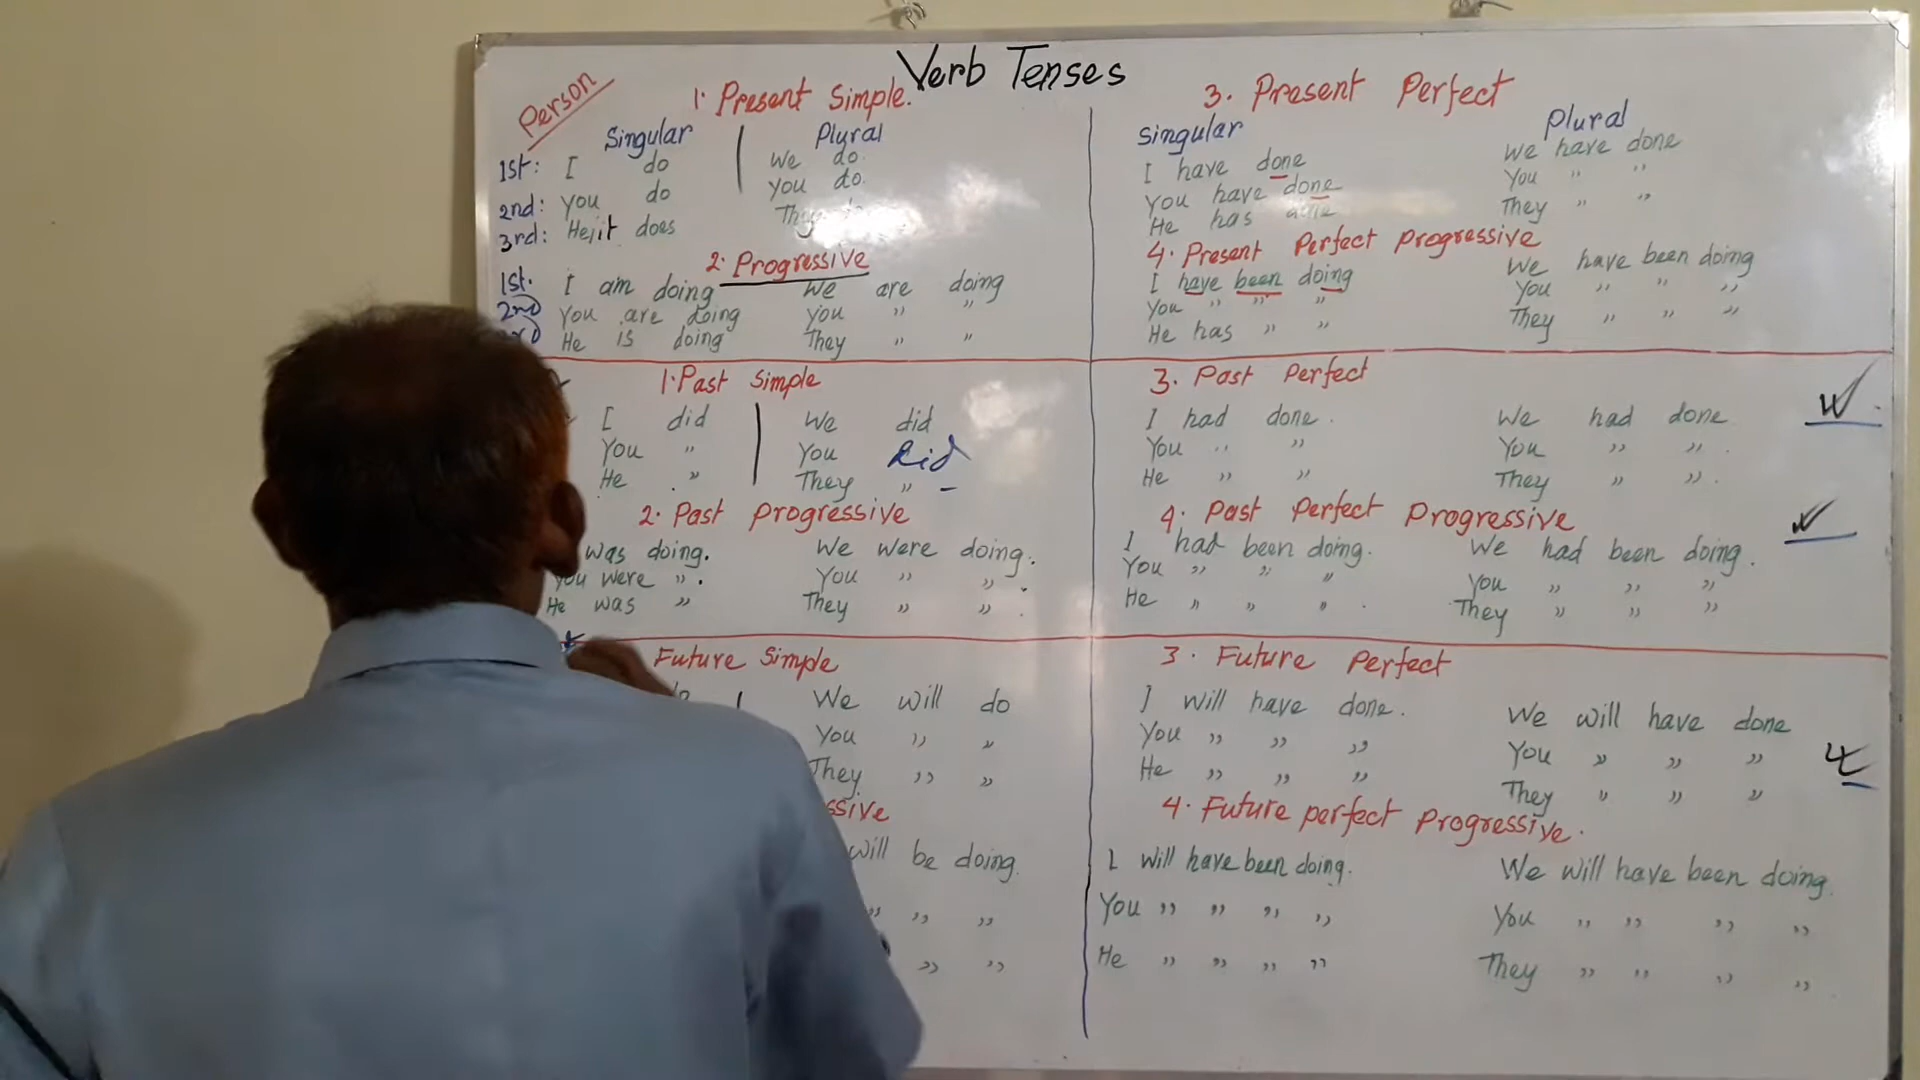 Verb Tenses
Person
1. Present Simple.
Singular Plural
1st: I do We do.
2nd: You do You do.
3rd: He,it does They
2. Progressive
1st. I am doing We are doing
2nd You are doing You " "
He is doing They " "
3. Present Perfect
Singular Plural
I have done We have done
You have done You " "
He has They " "
4. Present Perfect Progressive
I have been doing We have been doing
You " " " You " " "
He has " " They " " "
1. Past Simple
I did We did
You " You did
He " They "
2. Past Progressive
was doing. We were doing.
You were ". You " "
He was " They " "
3. Past Perfect
I had done. We had done
You " " You " ".
He " " They " ".
4. Past Perfect Progressive
I had been doing. We had been doing.
You " " " You " " "
He " " ". They " " "
Future Simple
We will do
You " "
They " "
will be doing.
" " "
" "
3. Future Perfect
I will have done. We will have done
You " " " You " " "
He " " " They " " "
4. Future perfect Progressive.
I will have been doing. We will have been doing.
You " " " " You " " " "
He " " " " They " " " "